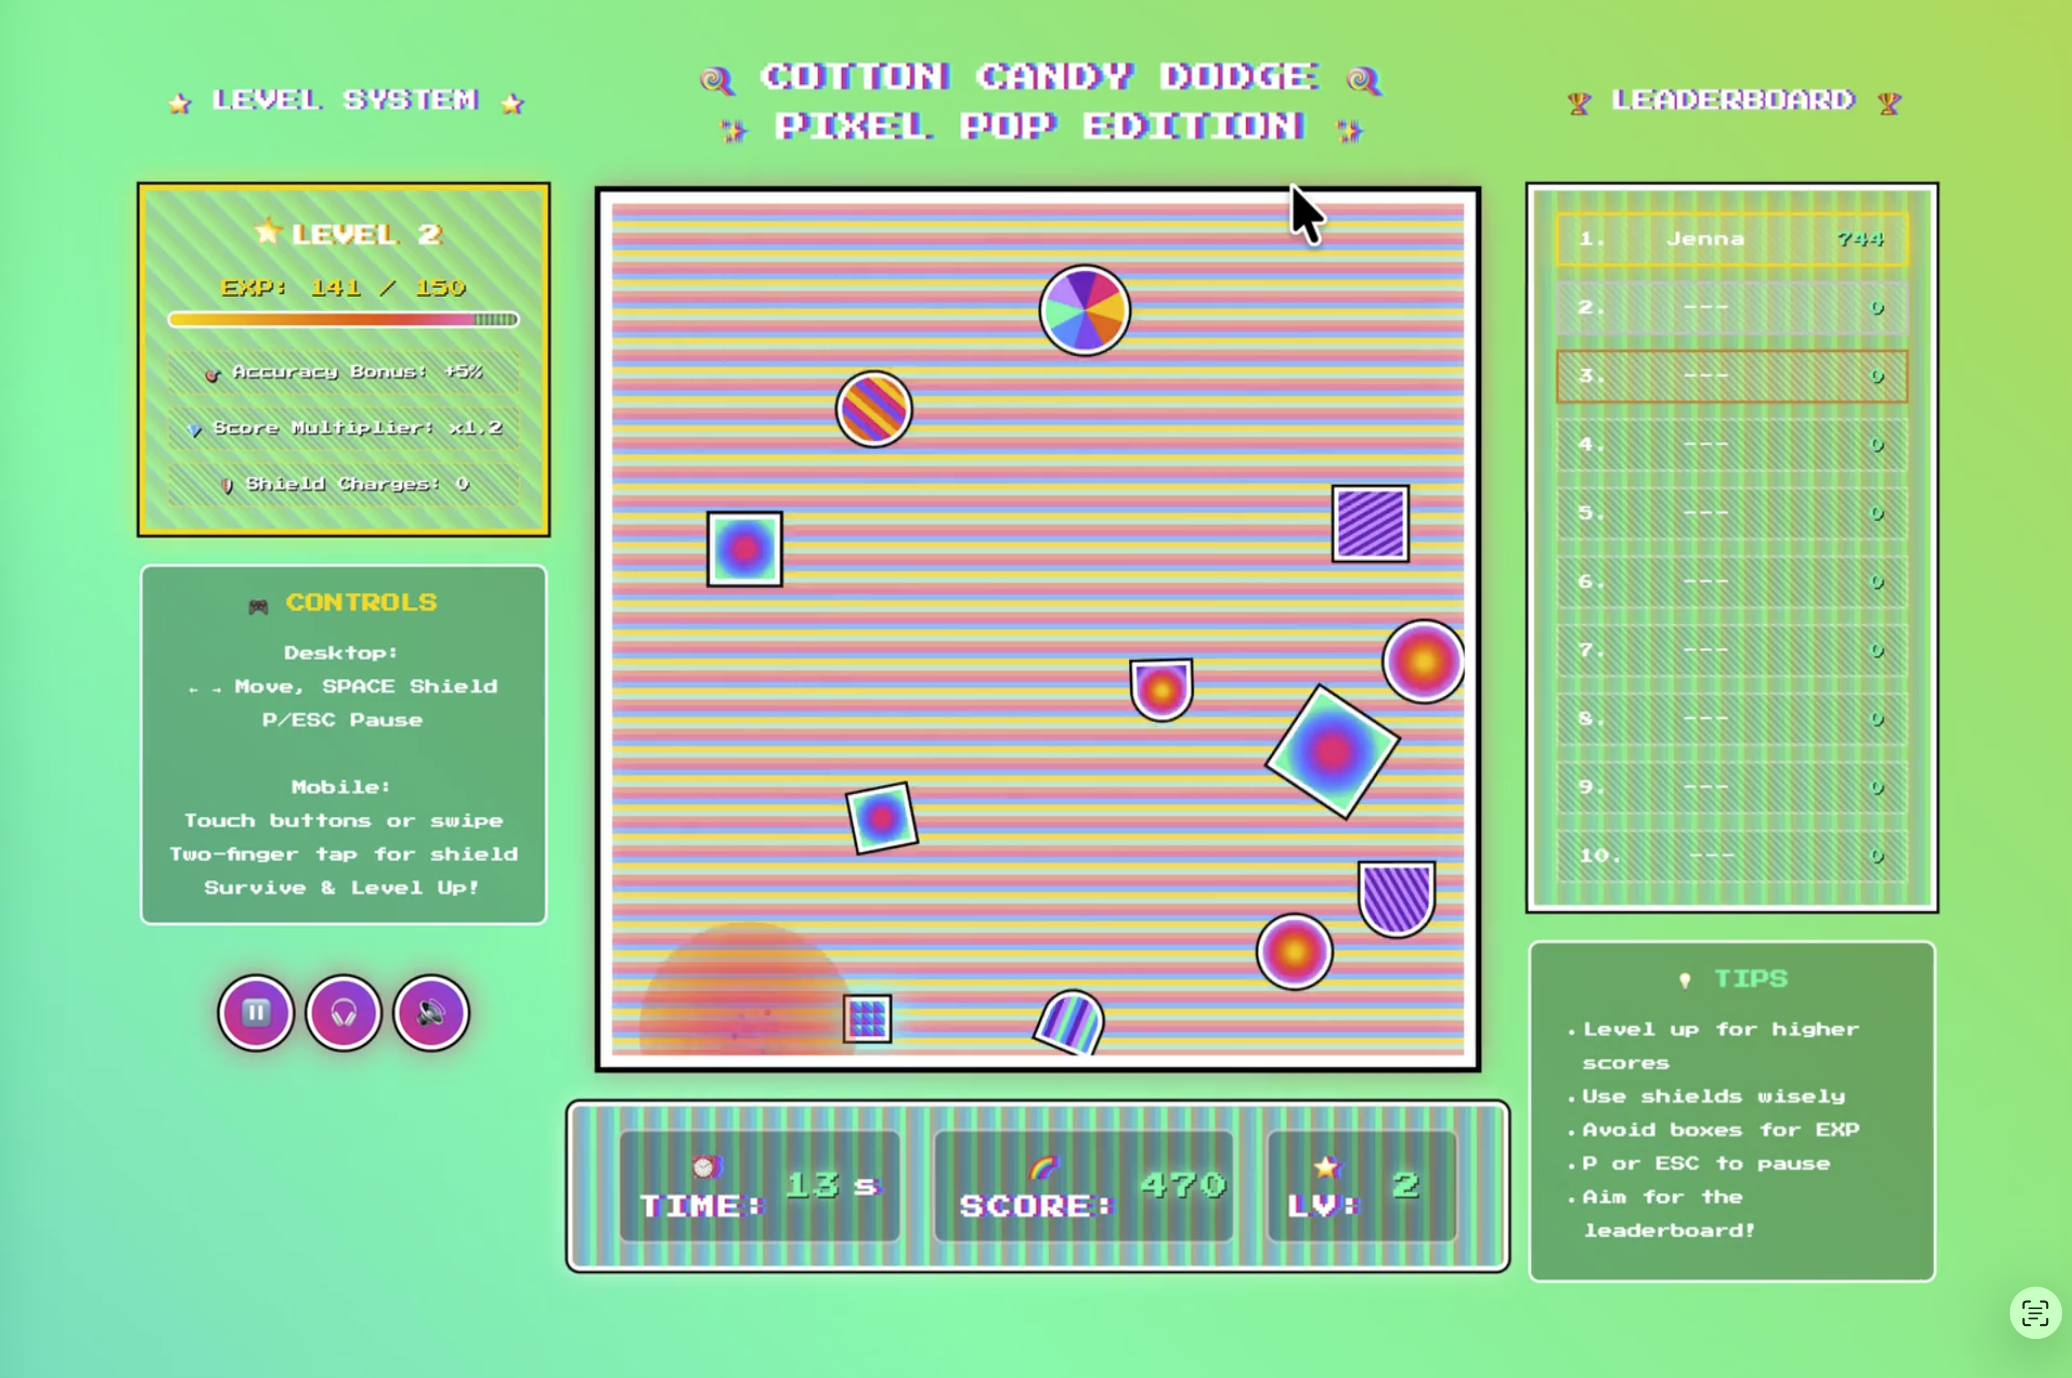 LEVEL SYSTEM
COTTON CANDY DODGE
PIXEL POP EDITION
LEADERBOARD
LEVEL 2
EXP: 141 / 150
Accuracy Bonus: +5%
Score Multiplier: x1.2
Shield Charges: 0
CONTROLS
Desktop:
← → Move, SPACE Shield
P/ESC Pause
Mobile:
Touch buttons or swipe
Two-finger tap for shield
Survive & Level Up!
1. Jenna 744
2. --- 0
3. --- 0
4. --- 0
5. --- 0
6. --- 0
7. --- 0
8. --- 0
9. --- 0
10. --- 0
TIPS
. Level up for higher
scores
. Use shields wisely
. Avoid boxes for EXP
. P or ESC to pause
. Aim for the
leaderboard!
TIME: 13 s
SCORE: 470
LV: 2